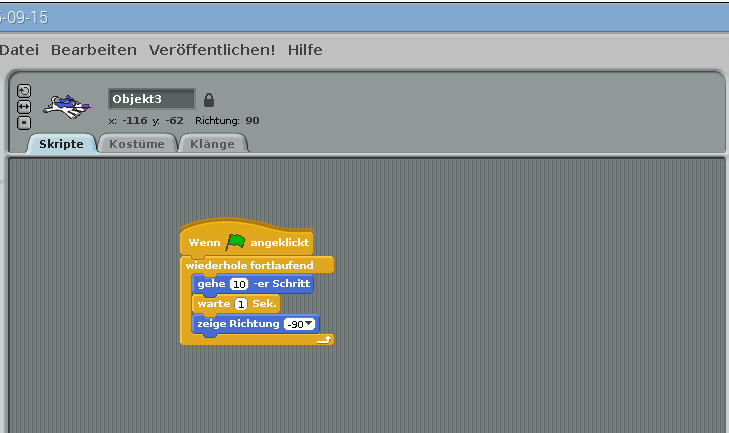 -09-15
Datei Bearbeiten Veröffentlichen! Hilfe
Objekt3
x: -116 y: -62 Richtung: 90
Skripte Kostüme Klänge
Wenn angeklickt
wiederhole fortlaufend
gehe 10 -er Schritt
warte 1 Sek.
zeige Richtung -90